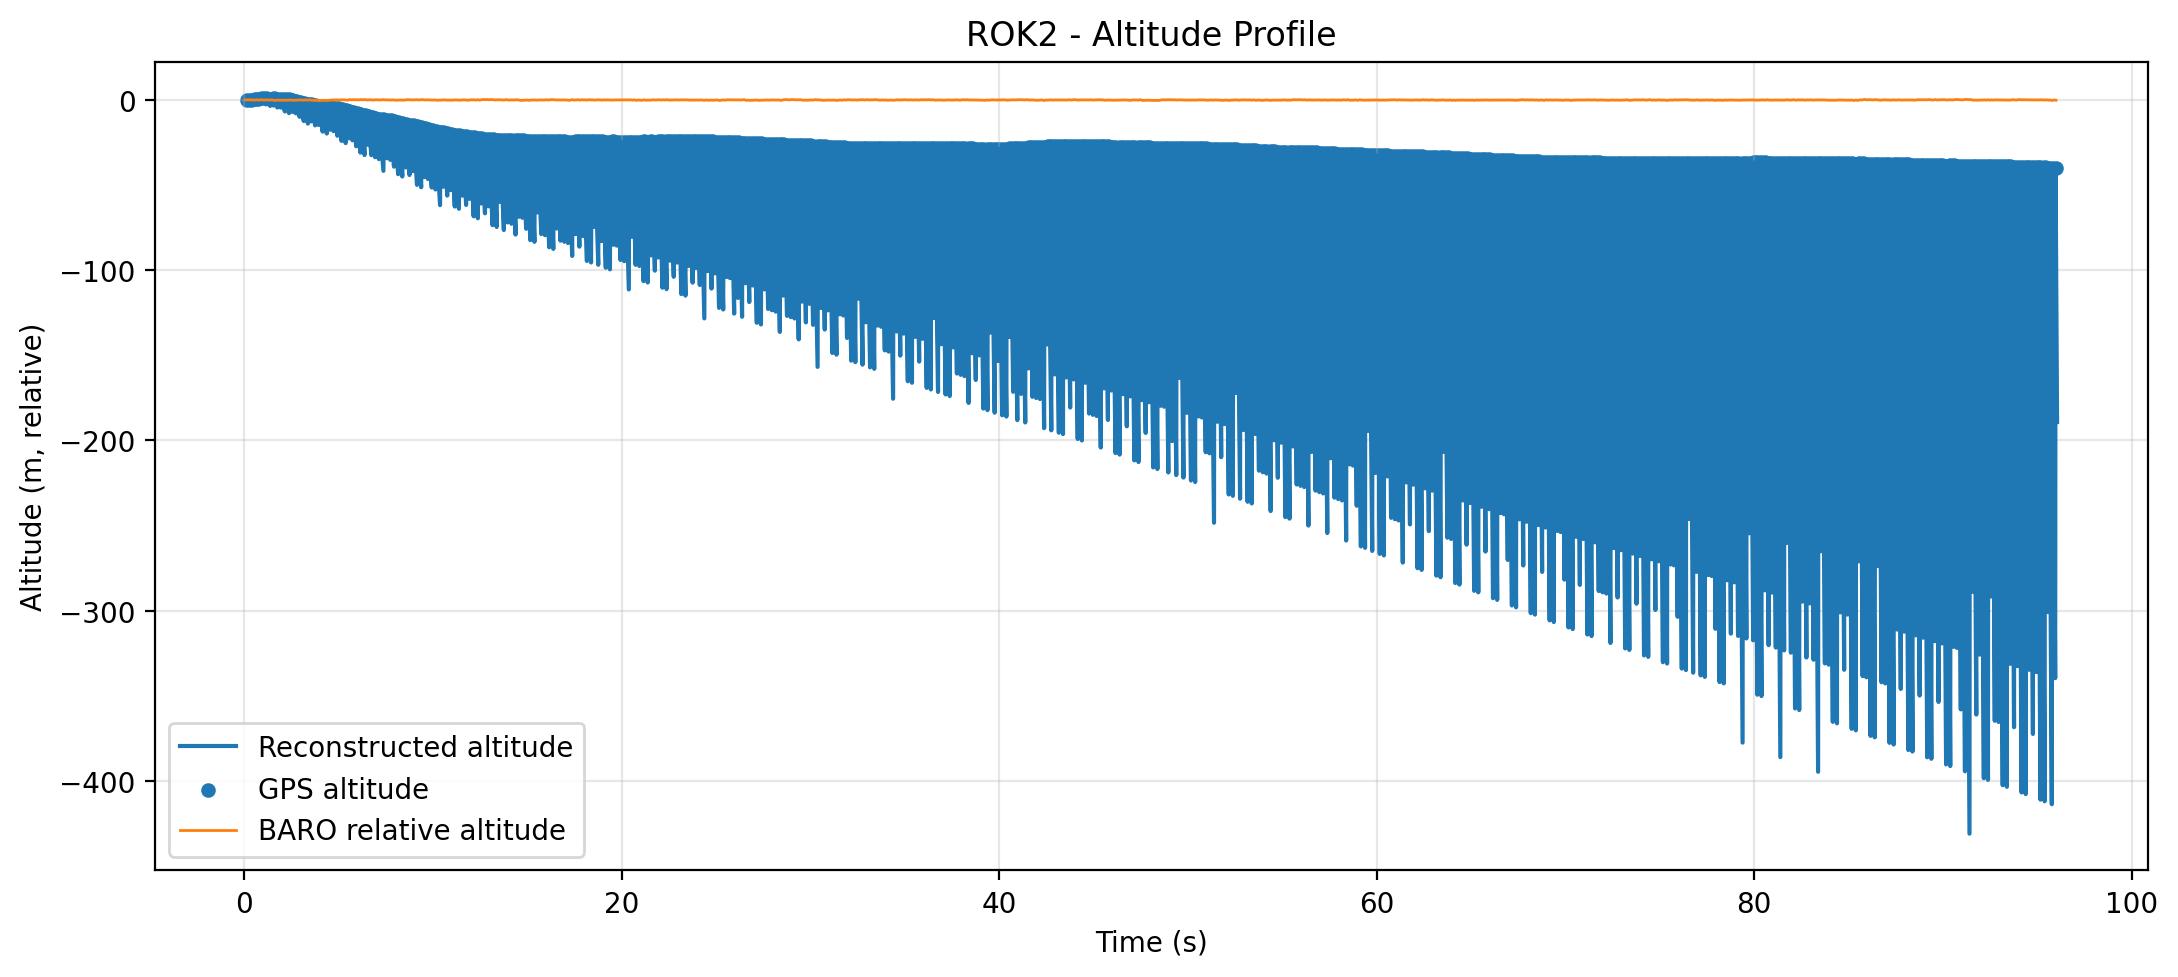 ROK2 - Altitude Profile
Altitude (m, relative)
0
−100
−200
−300
−400
Reconstructed altitude
GPS altitude
BARO relative altitude
0 20 40 60 80 100
Time (s)